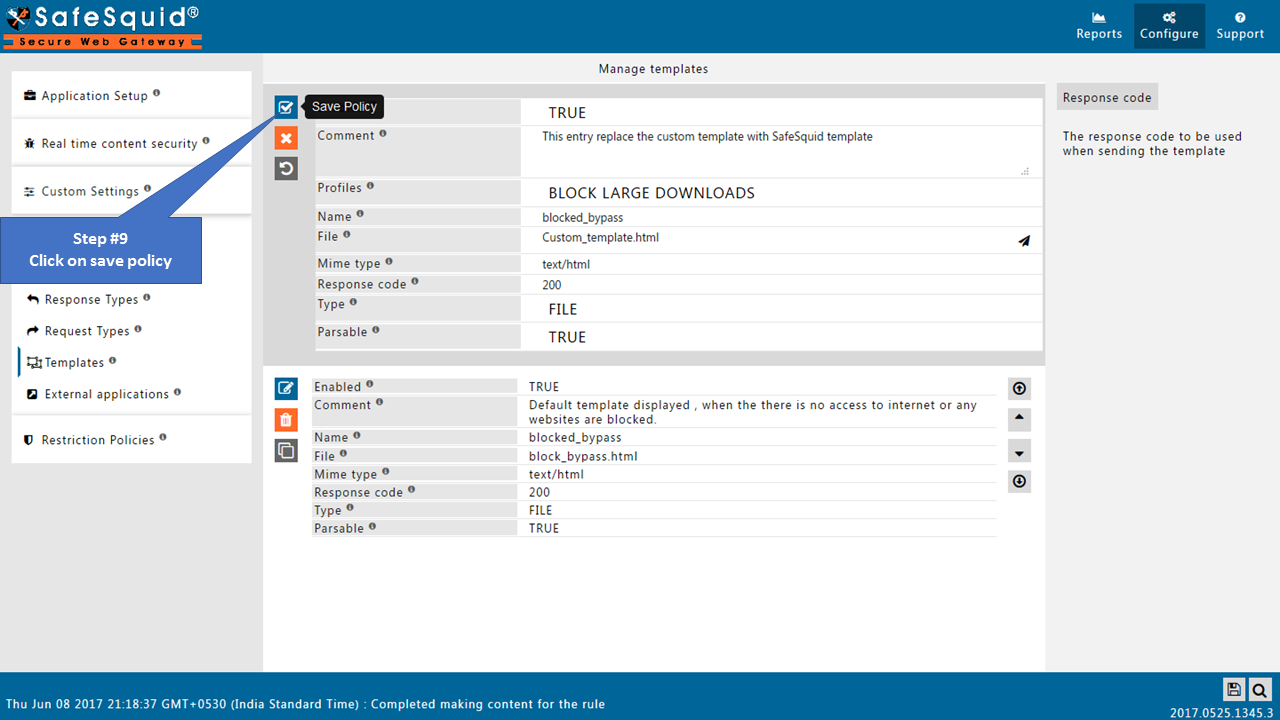 SafeSquid®
Secure Web Gateway
Reports
Configure
Support
Manage templates
Application Setup
Real time content security
Custom Settings
Step #9
Click on save policy
Response Types
Request Types
Templates
External applications
Restriction Policies
Save Policy
TRUE
Comment This entry replace the custom template with SafeSquid template
Profiles BLOCK LARGE DOWNLOADS
Name blocked_bypass
File Custom_template.html
Mime type text/html
Response code 200
Type FILE
Parsable TRUE
Enabled TRUE
Comment Default template displayed , when the there is no access to internet or any
websites are blocked.
Name blocked_bypass
File block_bypass.html
Mime type text/html
Response code 200
Type FILE
Parsable TRUE
Response code
The response code to be used
when sending the template
Thu Jun 08 2017 21:18:37 GMT+0530 (India Standard Time) : Completed making content for the rule
2017.0525.1345.3